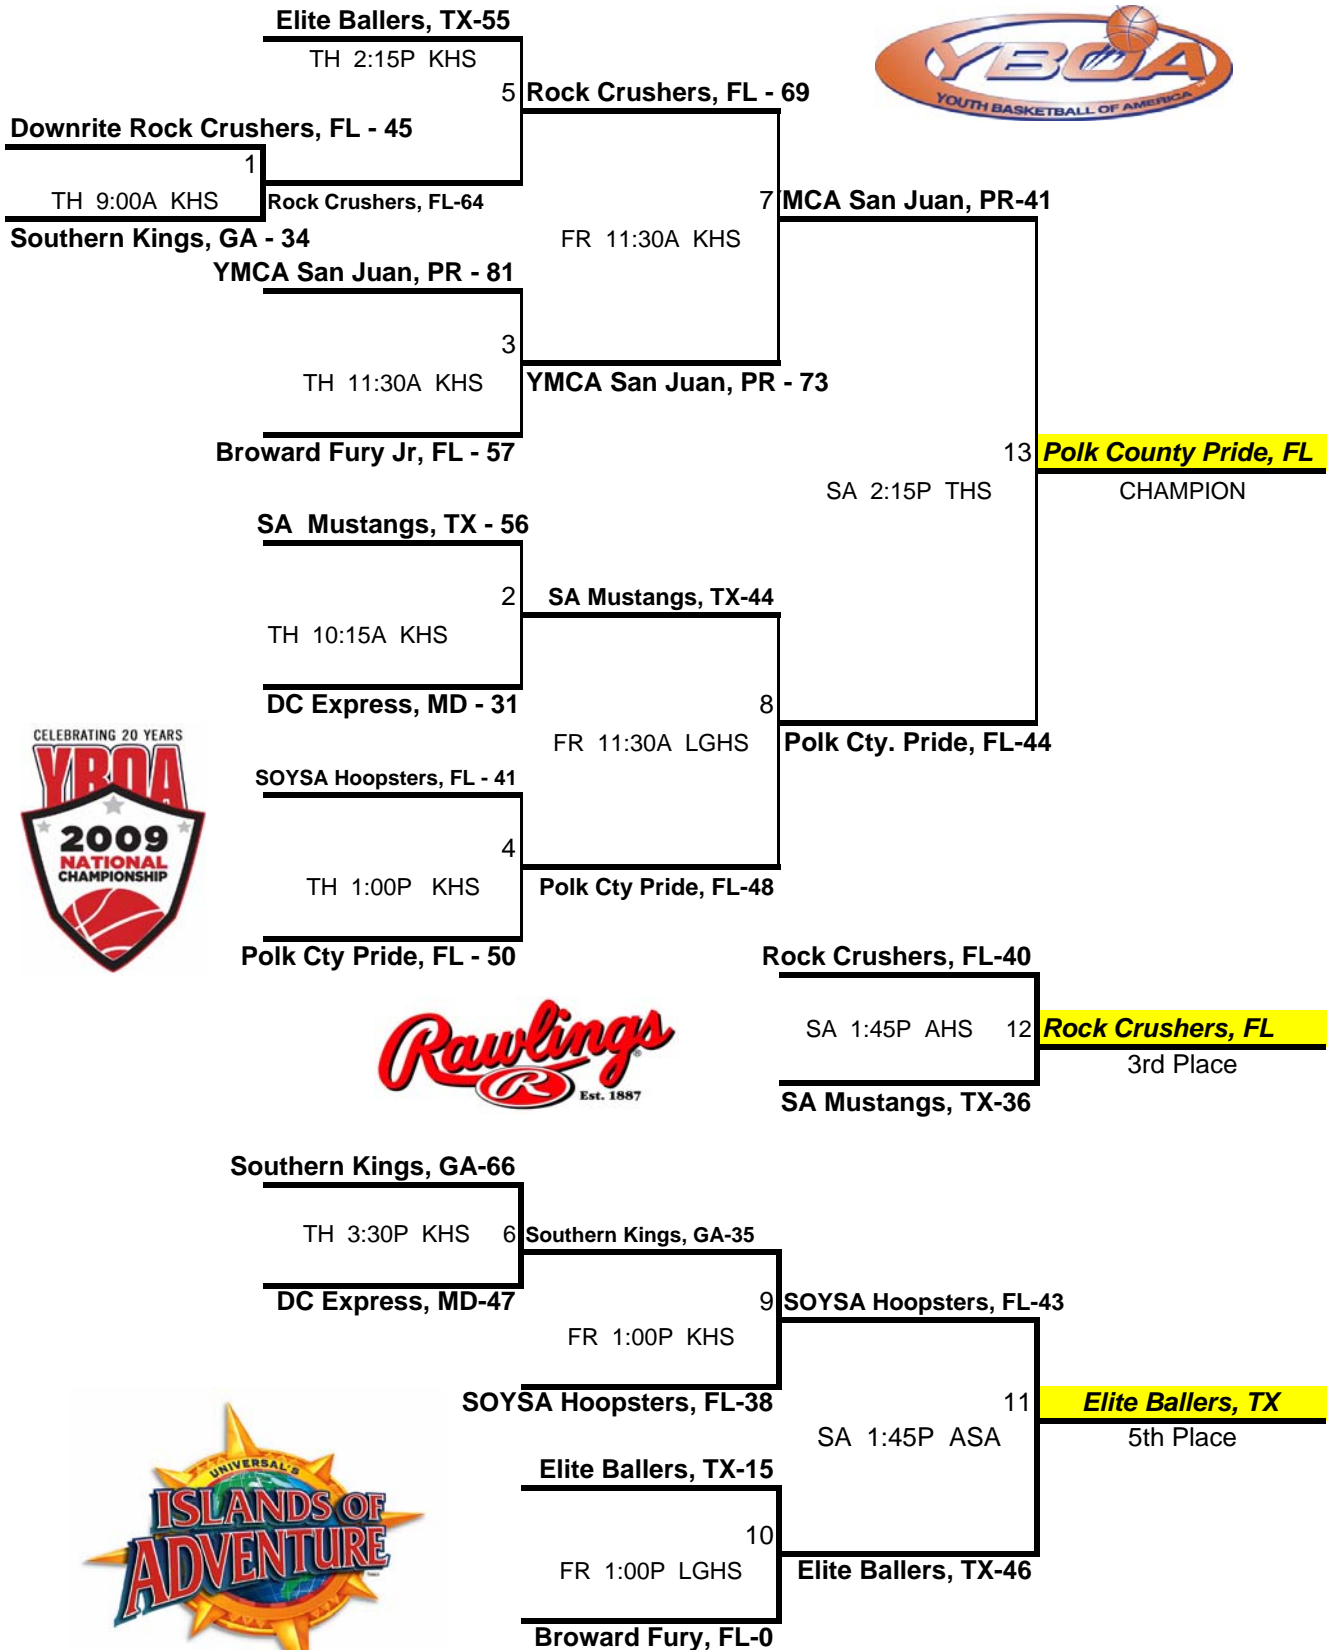 Elite Ballers, TX-55
TH 2:15P KHS
YBOA
YOUTH BASKETBALL OF AMERICA
5 Rock Crushers, FL - 69
Downrite Rock Crushers, FL - 45
1
TH 9:00A KHS
Rock Crushers, FL-64
7 MCA San Juan, PR-41
Southern Kings, GA - 34
FR 11:30A KHS
YMCA San Juan, PR - 81
3
TH 11:30A KHS
YMCA San Juan, PR - 73
Broward Fury Jr, FL - 57
13 Polk County Pride, FL
SA 2:15P THS
CHAMPION
SA Mustangs, TX - 56
2
SA Mustangs, TX-44
TH 10:15A KHS
DC Express, MD - 31
8
FR 11:30A LGHS
Polk Cty. Pride, FL-44
CELEBRATING 20 YEARS
YBOA
2009
NATIONAL
CHAMPIONSHIP
SOYSA Hoopsters, FL - 41
4
TH 1:00P KHS
Polk Cty Pride, FL-48
Polk Cty Pride, FL - 50
Rock Crushers, FL-40
Rawlings
R
Est. 1887
SA 1:45P AHS 12 Rock Crushers, FL
3rd Place
SA Mustangs, TX-36
Southern Kings, GA-66
TH 3:30P KHS 6 Southern Kings, GA-35
DC Express, MD-47
9 SOYSA Hoopsters, FL-43
FR 1:00P KHS
SOYSA Hoopsters, FL-38
11 Elite Ballers, TX
SA 1:45P ASA
5th Place
Elite Ballers, TX-15
10
FR 1:00P LGHS
Elite Ballers, TX-46
Broward Fury, FL-0
UNIVERSAL'S
ISLANDS OF
ADVENTURE